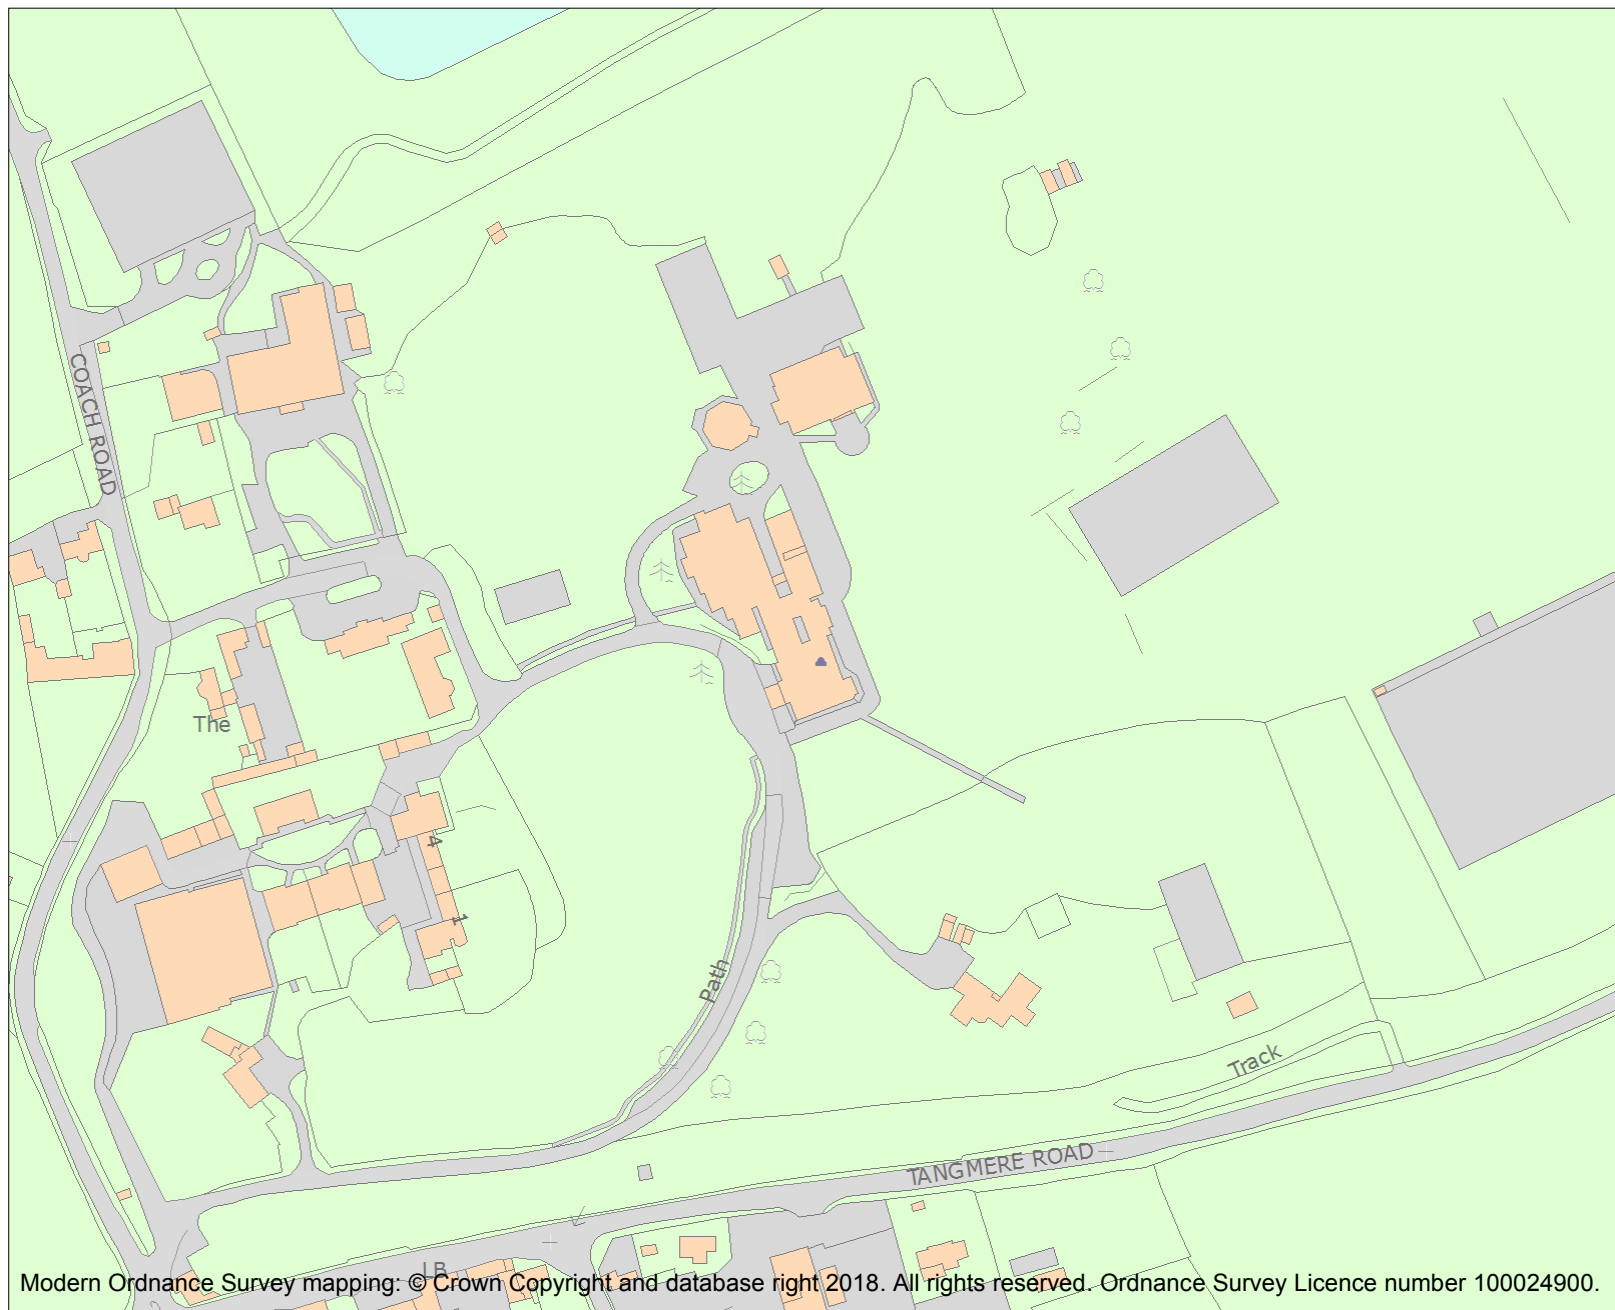 COACH ROAD
The
4
1
Path
Track
TANGMERE ROAD
LB
Modern Ordnance Survey mapping: © Crown Copyright and database right 2018. All rights reserved. Ordnance Survey Licence number 100024900.